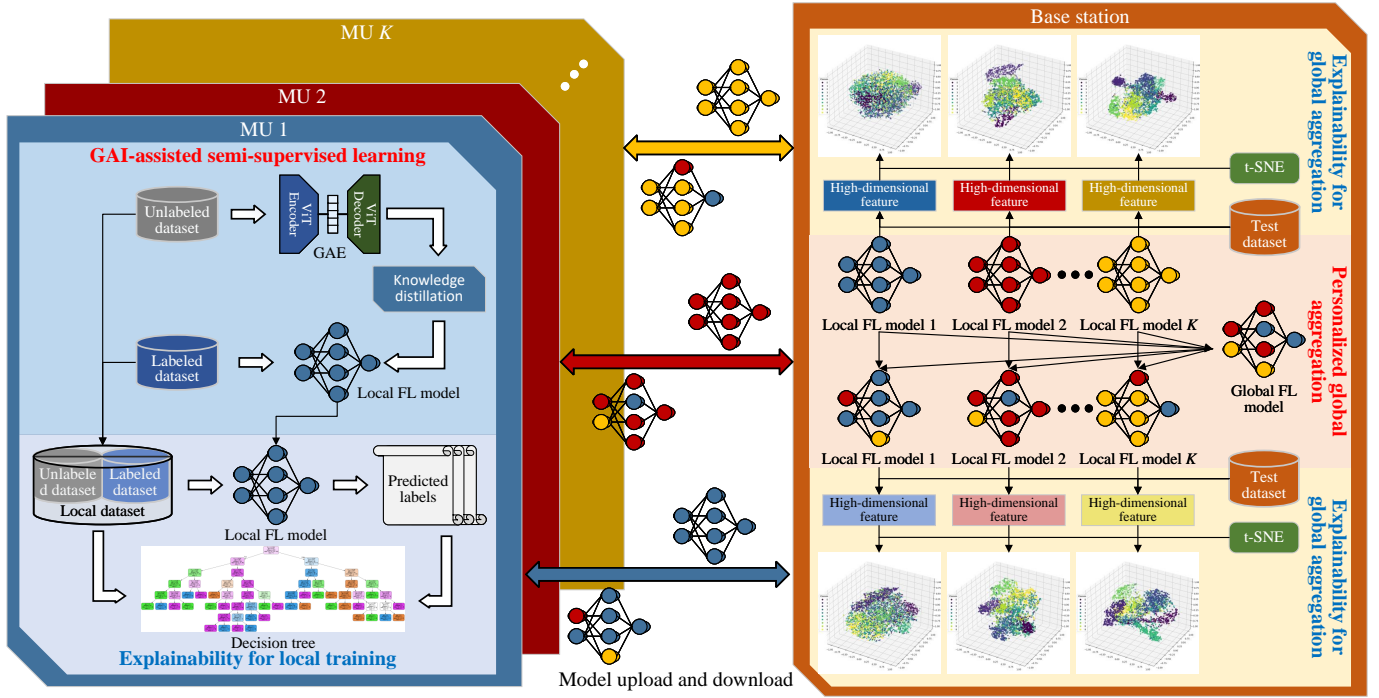 MU K
MU 2
MU 1
GAI-assisted semi-supervised learning
Unlabeled
dataset
ViT
Encoder
ViT
Decoder
GAE
Knowledge
distillation
Labeled
dataset
Local FL model
Unlabele
d dataset
Labeled
dataset
Local dataset
Local FL model
Predicted
labels
Decision tree
Explainability for local training
Model upload and download
Base station
Explainability for
global aggregation
t-SNE
High-dimensional
feature
High-dimensional
feature
High-dimensional
feature
Test
dataset
Local FL model 1
Local FL model 2
Local FL model K
Personalized global
aggregation
Global FL
model
Local FL model 1
Local FL model 2
Local FL model K
Test
dataset
High-dimensional
feature
High-dimensional
feature
High-dimensional
feature
t-SNE
Explainability for
global aggregation